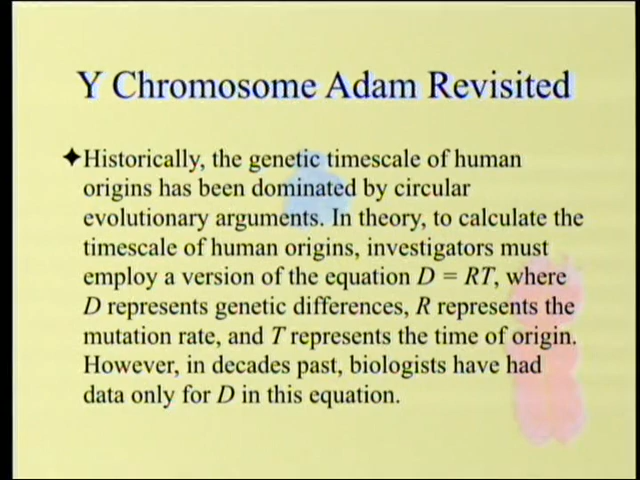 Y Chromosome Adam Revisited
✦Historically, the genetic timescale of human
origins has been dominated by circular
evolutionary arguments. In theory, to calculate the
timescale of human origins, investigators must
employ a version of the equation D = RT, where
D represents genetic differences, R represents the
mutation rate, and T represents the time of origin.
However, in decades past, biologists have had
data only for D in this equation.